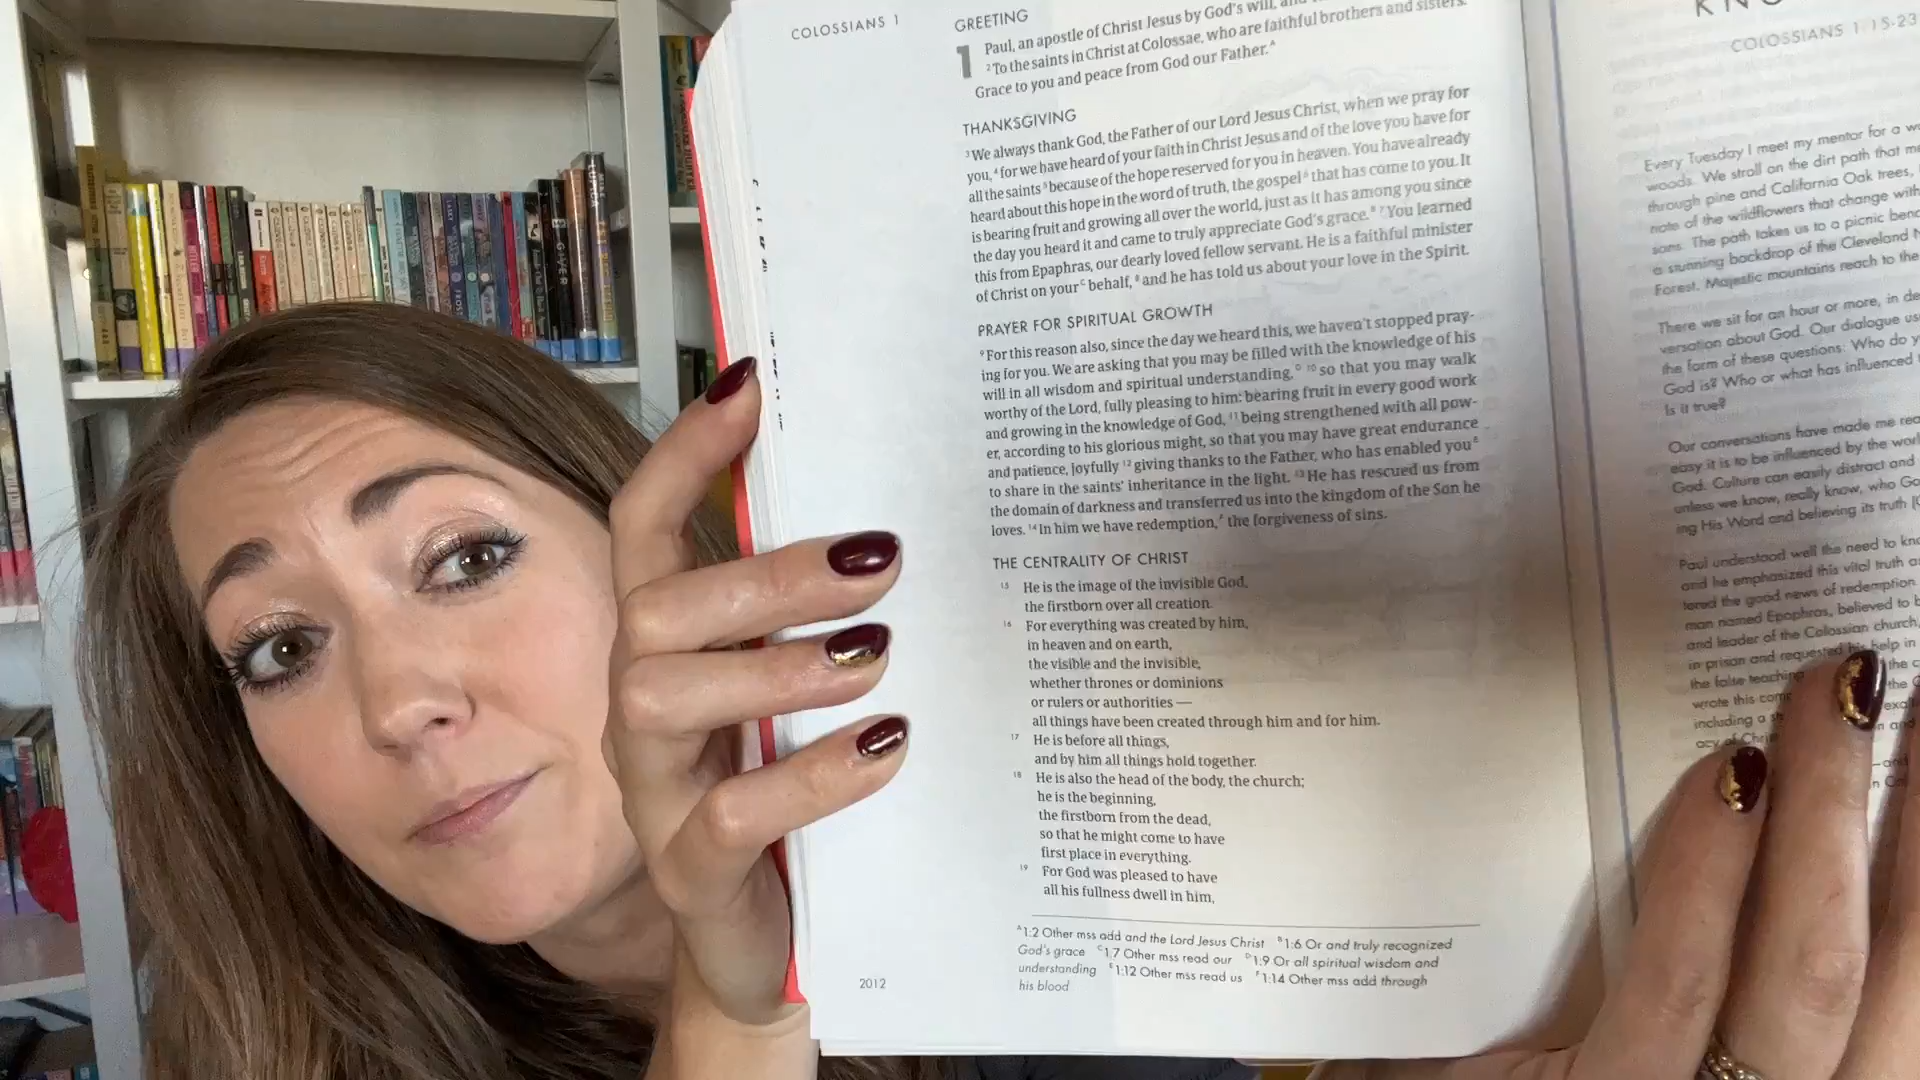 COLOSSIANS 1
GREETING
1 Paul, an apostle of Christ Jesus by God's will, and
2 To the saints in Christ at Colossae, who are faithful brothers and sisters.
Grace to you and peace from God our Father.A
THANKSGIVING
3 We always thank God, the Father of our Lord Jesus Christ, when we pray for
you, 4 for we have heard of your faith in Christ Jesus and of the love you have for
all the saints 5 because of the hope reserved for you in heaven. You have already
heard about this hope in the word of truth, the gospel 6 that has come to you. It
is bearing fruit and growing all over the world, just as it has among you since
the day you heard it and came to truly appreciate God's grace.B 7 You learned
this from Epaphras, our dearly loved fellow servant. He is a faithful minister
of Christ on yourC behalf, 8 and he has told us about your love in the Spirit.
PRAYER FOR SPIRITUAL GROWTH
9 For this reason also, since the day we heard this, we haven't stopped pray-
ing for you. We are asking that you may be filled with the knowledge of his
will in all wisdom and spiritual understanding,D 10 so that you may walk
worthy of the Lord, fully pleasing to him: bearing fruit in every good work
and growing in the knowledge of God, 11 being strengthened with all pow-
er, according to his glorious might, so that you may have great endurance
and patience, joyfully 12 giving thanks to the Father, who has enabled youE
to share in the saints' inheritance in the light. 13 He has rescued us from
the domain of darkness and transferred us into the kingdom of the Son he
loves. 14 In him we have redemption,F the forgiveness of sins.
THE CENTRALITY OF CHRIST
15 He is the image of the invisible God,
the firstborn over all creation.
16 For everything was created by him,
in heaven and on earth,
the visible and the invisible,
whether thrones or dominions
or rulers or authorities —
all things have been created through him and for him.
17 He is before all things,
and by him all things hold together.
18 He is also the head of the body, the church;
he is the beginning,
the firstborn from the dead,
so that he might come to have
first place in everything.
19 For God was pleased to have
all his fullness dwell in him,
A 1:2 Other mss add and the Lord Jesus Christ B 1:6 Or and truly recognized
God's grace C 1:7 Other mss read our D 1:9 Or all spiritual wisdom and
understanding E 1:12 Other mss read us F 1:14 Other mss add through
his blood
2012
COLOSSIANS 1:15-23
Every Tuesday I meet my mentor for a
woods. We stroll on the dirt path that
through pine and California Oak trees,
note of the wildflowers that change with
sons. The path takes us to a picnic
a stunning backdrop of the Cleveland
Forest. Majestic mountains reach to the
There we sit for an hour or more, in
versation about God. Our dialogue
the form of these questions: Who do
God is? Who or what has influenced
Is it true?
Our conversations have made me
easy it is to be influenced by the
God. Culture can easily distract and
unless we know, really know, who
ing His Word and believing its truth
Paul understood well the need to
and he emphasized this vital truth
the good news of redemption
man named Epaphras, believed to
and leader of the Colossian church,
in prison and requested his help in
the false the
wrote this the
including a
GIVER